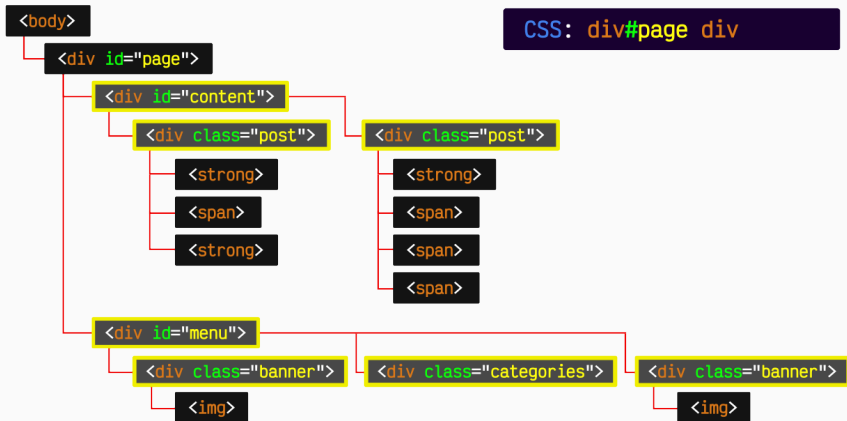 <body>
CSS: div#page div
<div id="page">
<div id="content">
<div class="post"> <div class="post">
<strong> <strong>
<span> <span>
<strong> <span>
<span>
<div id="menu">
<div class="banner"> <div class="categories"> <div class="banner">
<img> <img>